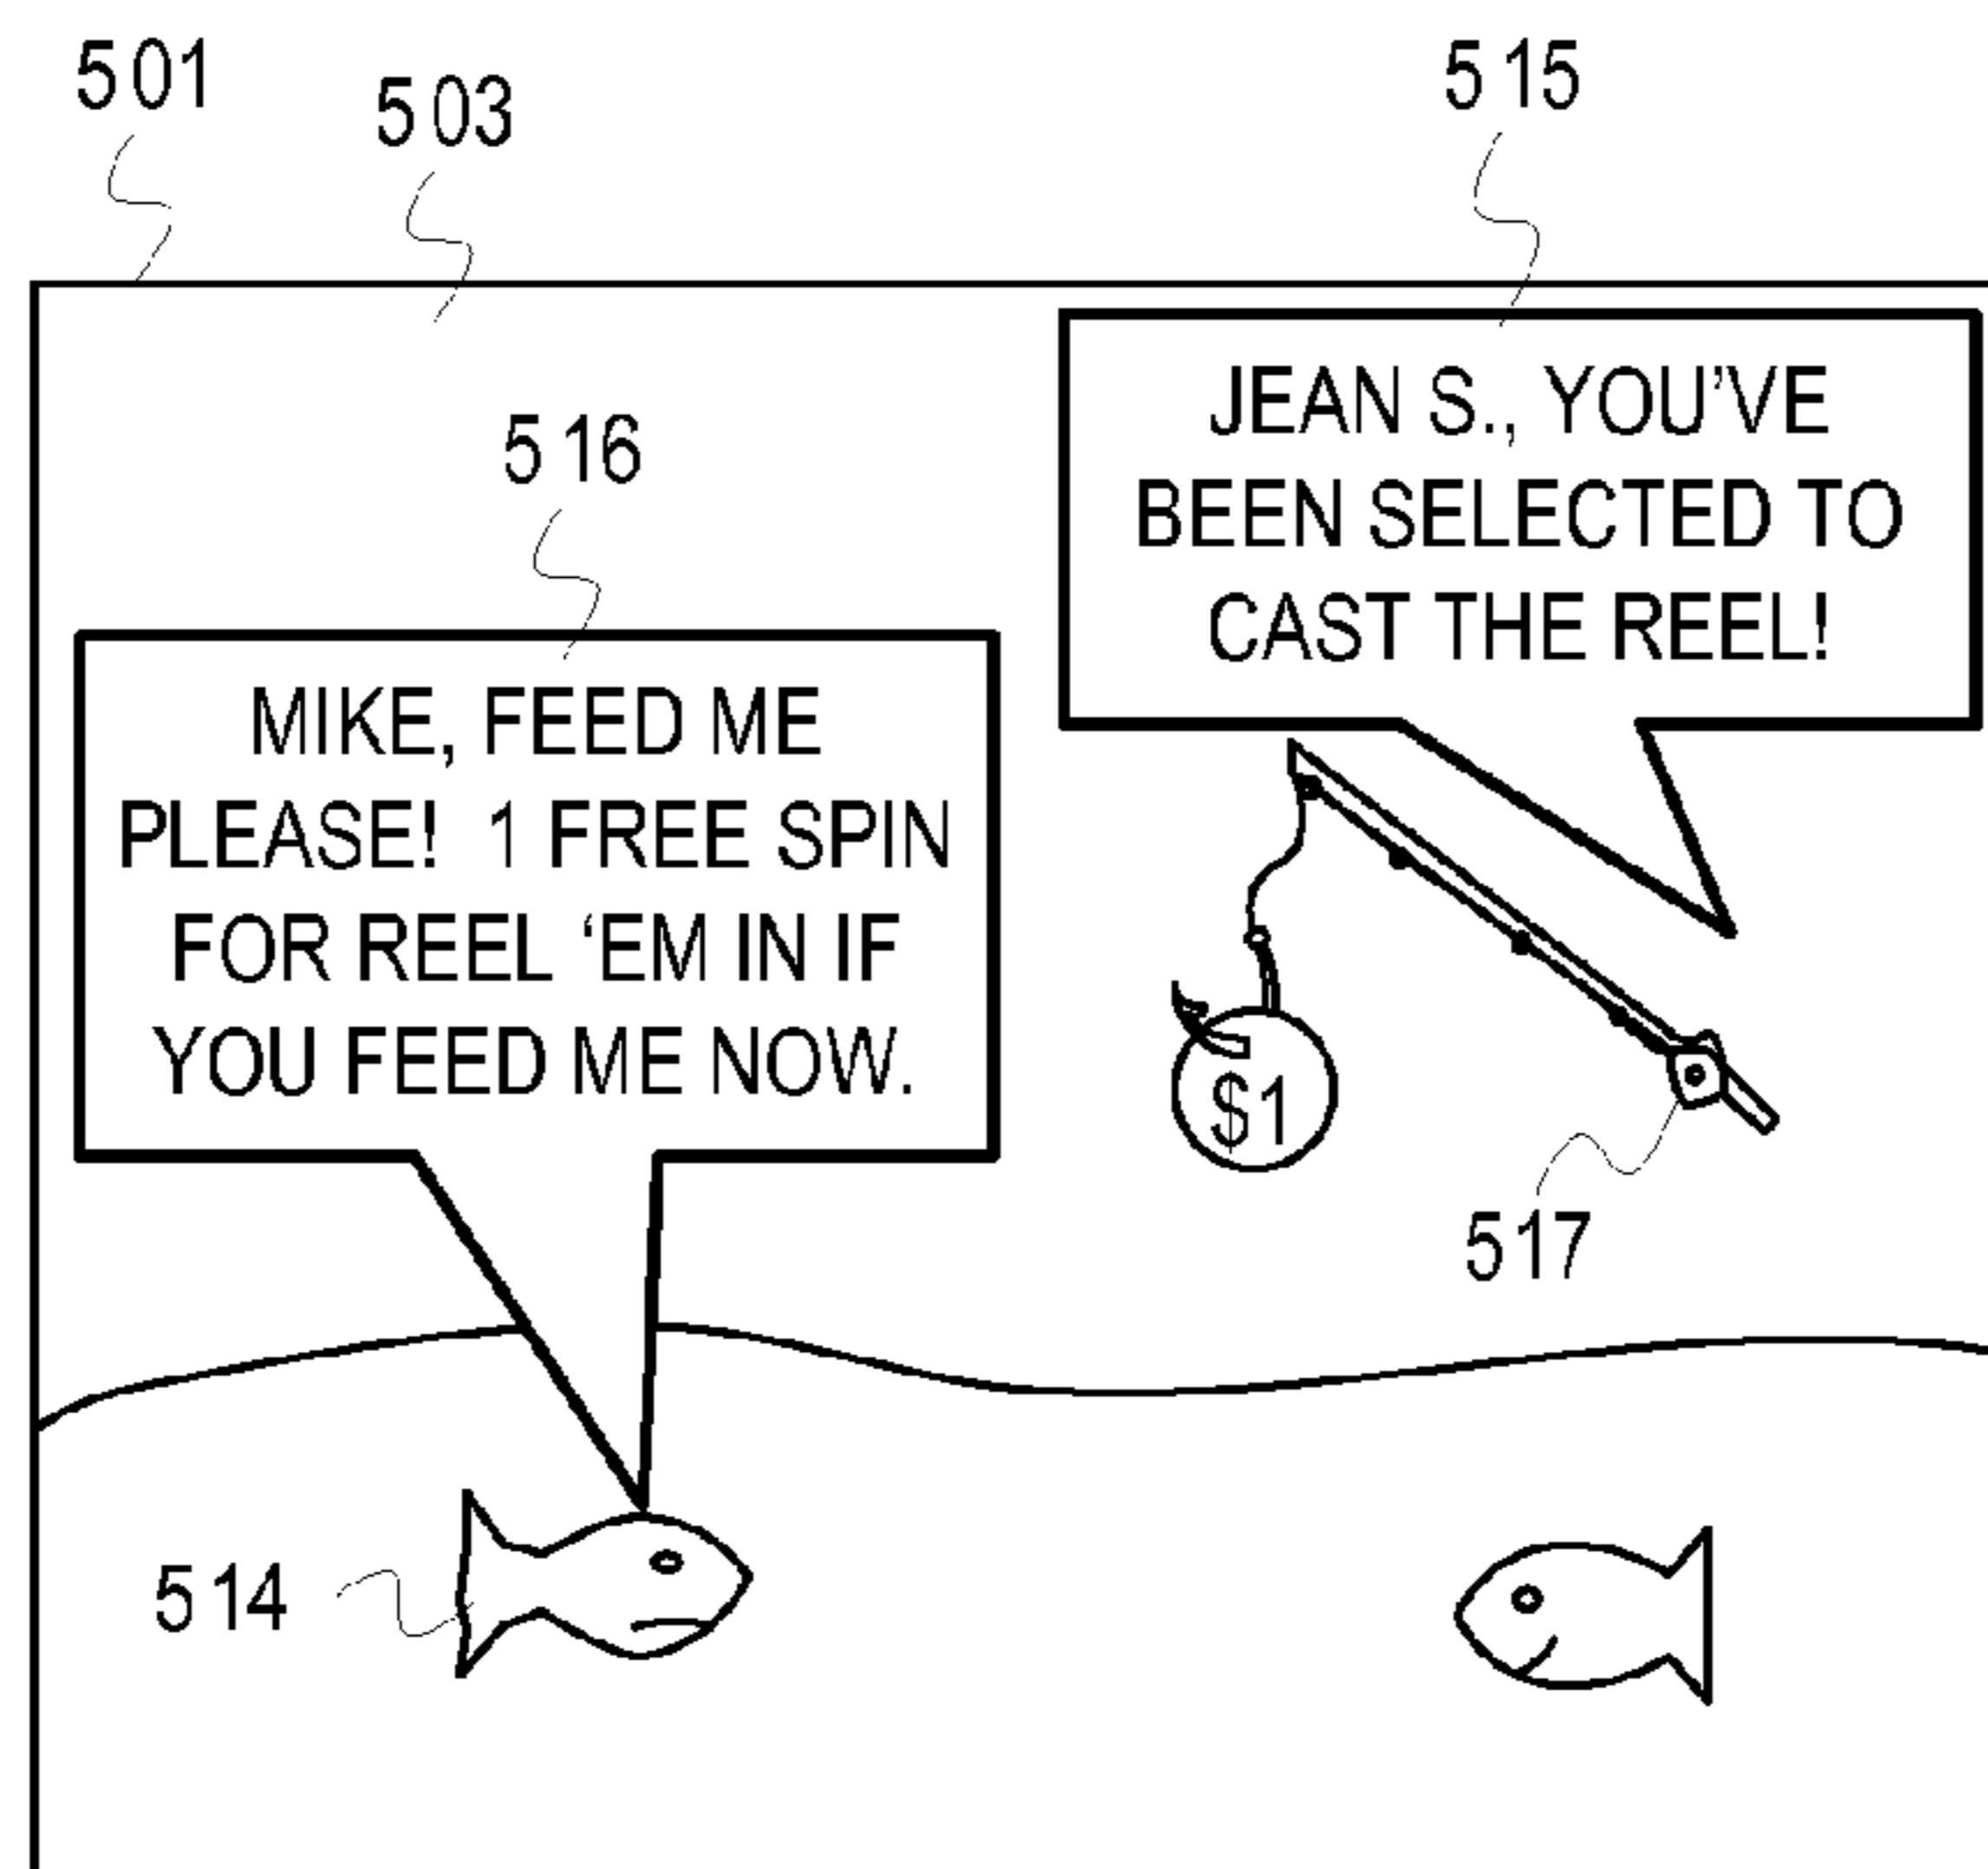 501
503
515
JEAN S., YOU'VE
BEEN SELECTED TO
CAST THE REEL!
516
MIKE, FEED ME
PLEASE! 1 FREE SPIN
FOR REEL ‘EM IN IF
YOU FEED ME NOW.
$1
517
514